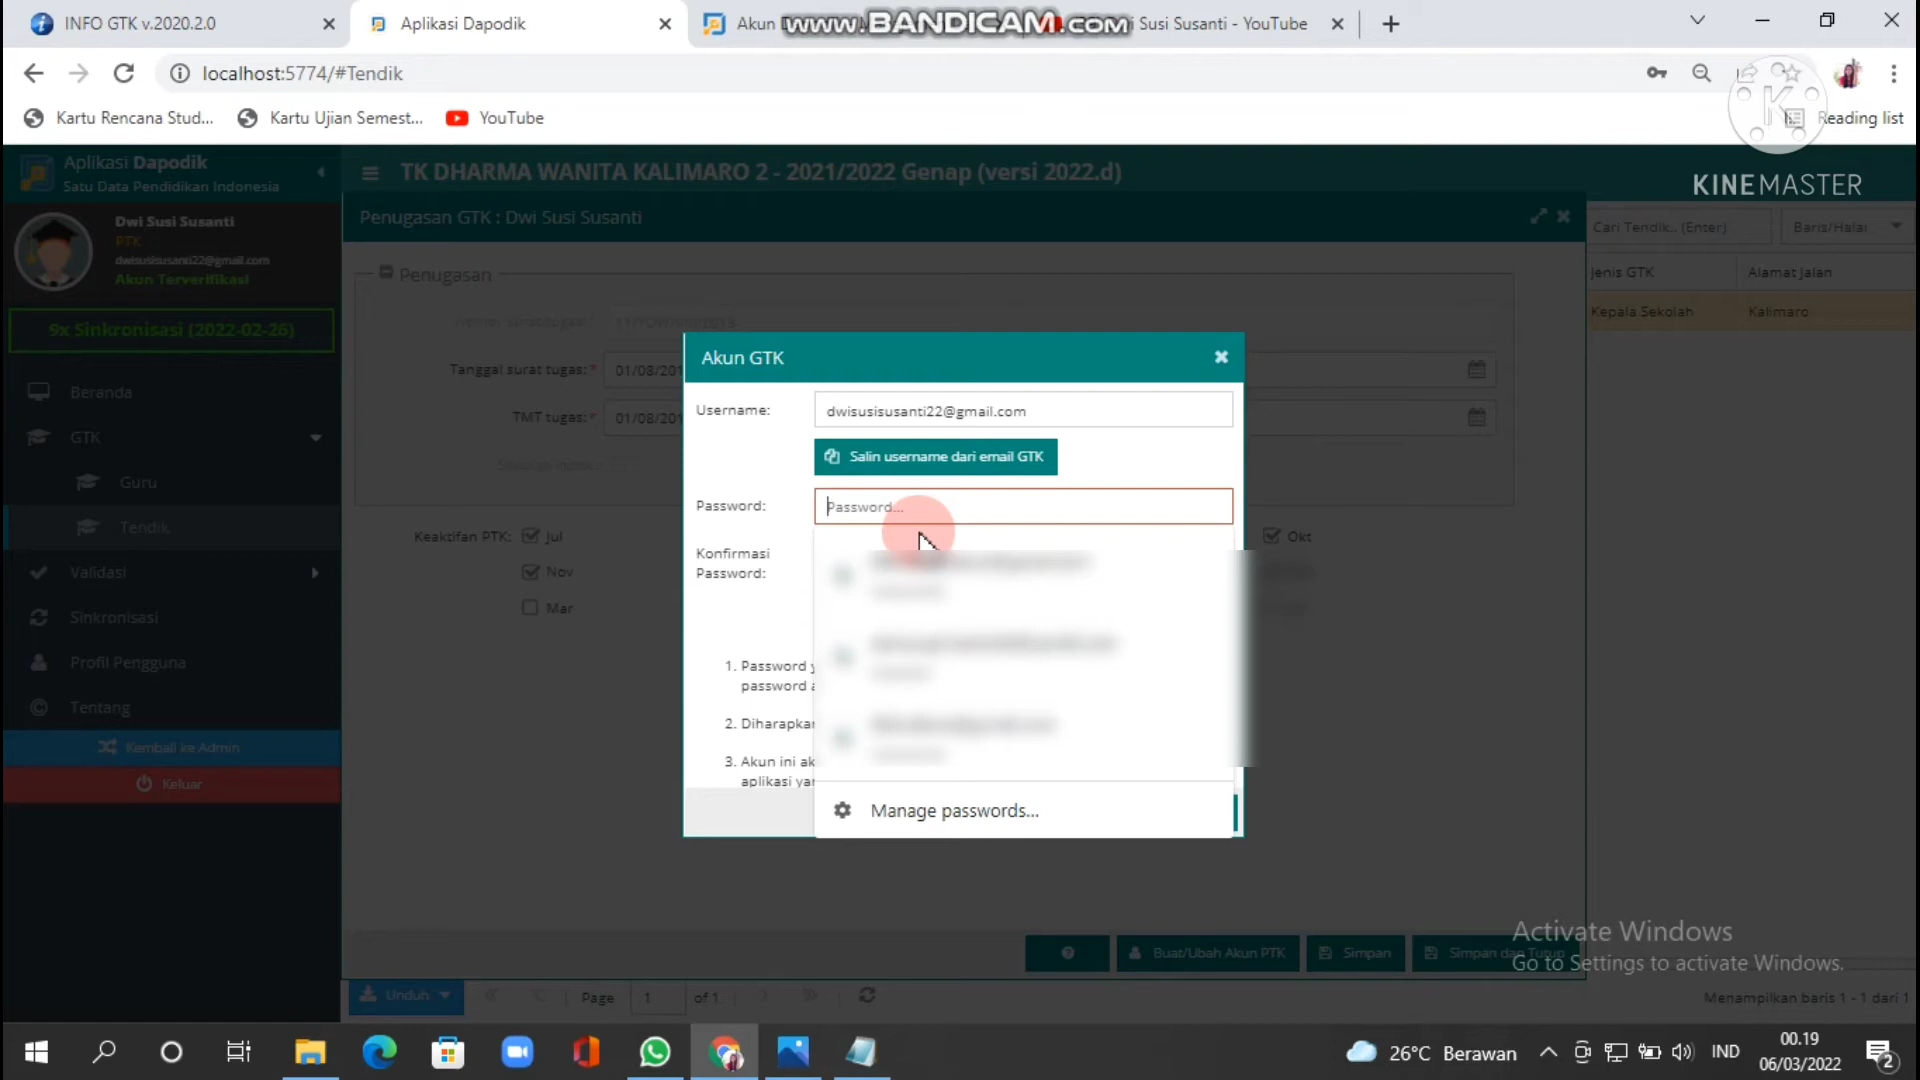 INFO GTK v.2020.2.0
Aplikasi Dapodik
Akun
www.BANDICAM.com
Susi Susanti - YouTube
localhost:5774/#Tendik
Kartu Rencana Stud...
Kartu Ujian Semest...
YouTube
Reading list
Aplikasi Dapodik
Satu Data Pendidikan Indonesia
TK DHARMA WANITA KALIMARO 2 - 2021/2022 Genap (versi 2022.d)
KINEMASTER
Dwi Susi Susanti
PTK
dwisusisusanti22@gmail.com
Akun Terverifikasi
9x Sinkronisasi (2022-02-26)
Beranda
GTK
Guru
Tendik
Validasi
Sinkronisasi
Profil Pengguna
Tentang
Kembali ke Admin
Keluar
Penugasan GTK : Dwi Susi Susanti
Cari Tendik.. (Enter)
Baris/Halai
Jenis GTK
Alamat Jalan
Kepala Sekolah
Kalimaro
Penugasan
Tanggal surat tugas:*
01/08/201
TMT tugas:*
01/08/201
Keaktifan PTK:
Jul
Okt
Nov
Mar
Akun GTK
Username:
dwisusisusanti22@gmail.com
Salin username dari email GTK
Password:
Password...
Konfirmasi
Password:
1. Password
password
2. Diharapkan
3. Akun ini
aplikasi
Manage passwords...
Buat/Ubah Akun PTK
Simpan
Simpan dan Tutup
Activate Windows
Go to Settings to activate Windows.
Unduh
Page
1
of 1
Menampilkan baris 1 - 1 dari 1
26°C Berawan
IND
00.19
06/03/2022
2